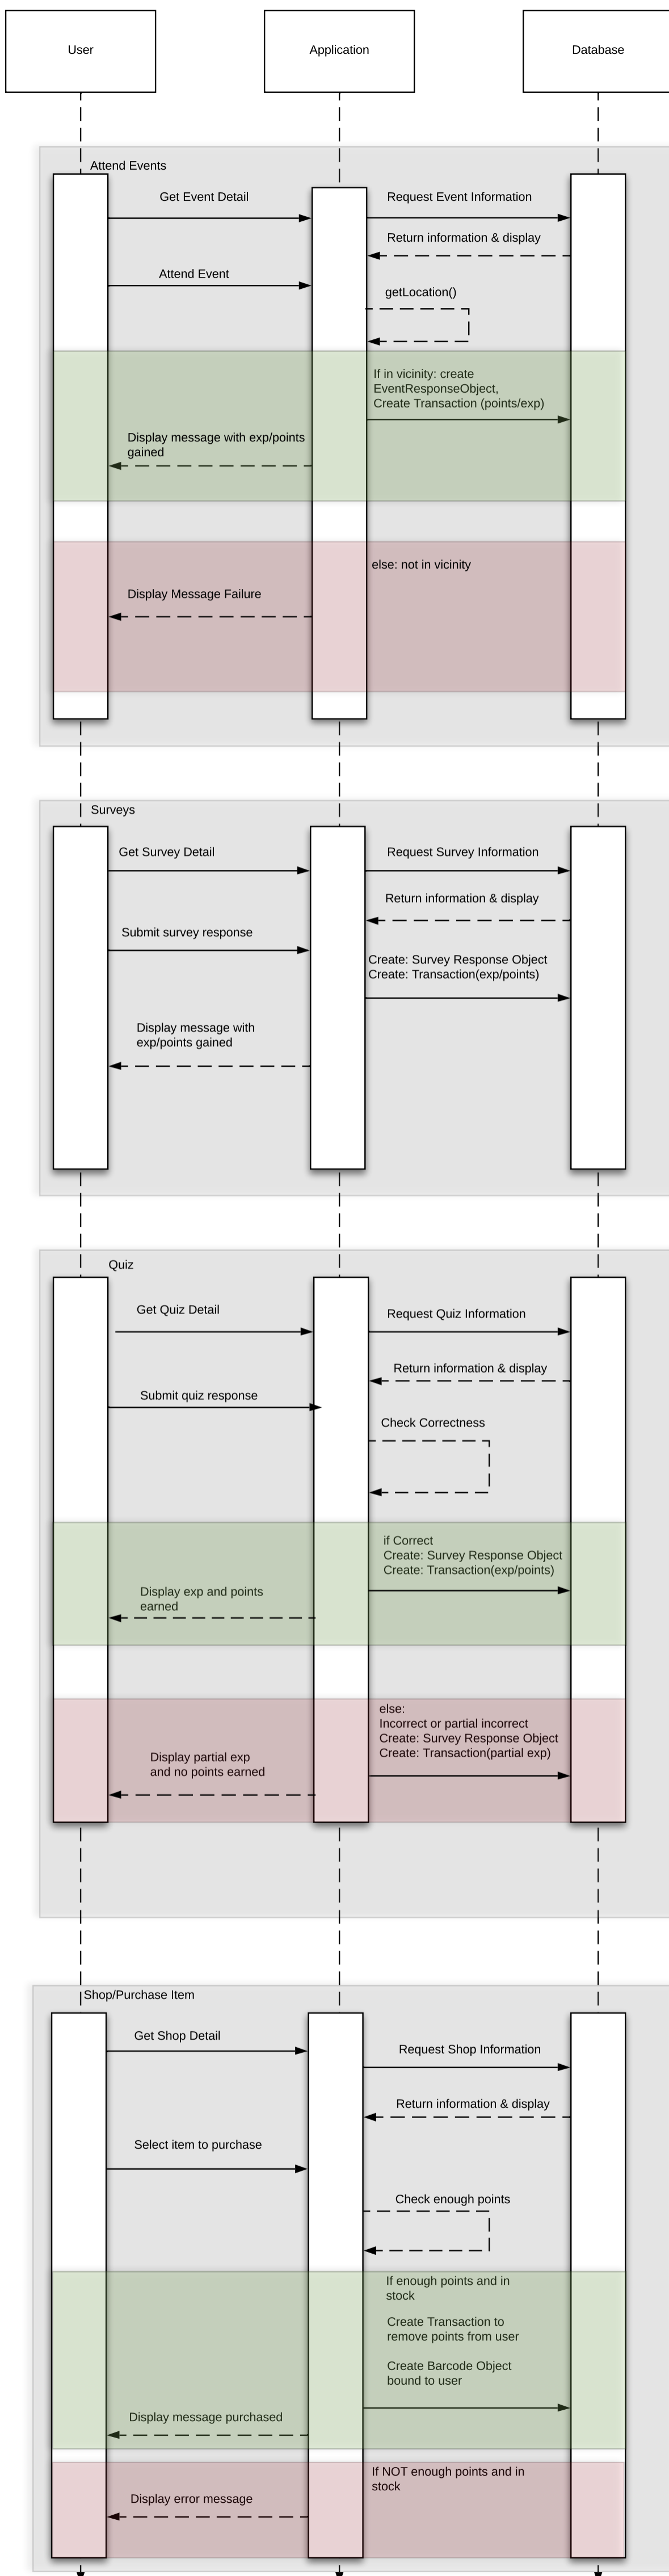 User
Application
Database
Attend Events
Get Event Detail
Request Event Information
Return information & display
Attend Event
getLocation()
If in vicinity: create
EventResponseObject,
Create Transaction (points/exp)
Display message with exp/points
gained
else: not in vicinity
Display Message Failure
Surveys
Get Survey Detail
Request Survey Information
Return information & display
Submit survey response
Create: Survey Response Object
Create: Transaction(exp/points)
Display message with
exp/points gained
Quiz
Get Quiz Detail
Request Quiz Information
Return information & display
Submit quiz response
Check Correctness
if Correct
Create: Survey Response Object
Create: Transaction(exp/points)
Display exp and points
earned
else:
Incorrect or partial incorrect
Create: Survey Response Object
Create: Transaction(partial exp)
Display partial exp
and no points earned
Shop/Purchase Item
Get Shop Detail
Request Shop Information
Return information & display
Select item to purchase
Check enough points
If enough points and in
stock
Create Transaction to
remove points from user
Create Barcode Object
bound to user
Display message purchased
If NOT enough points and in
stock
Display error message